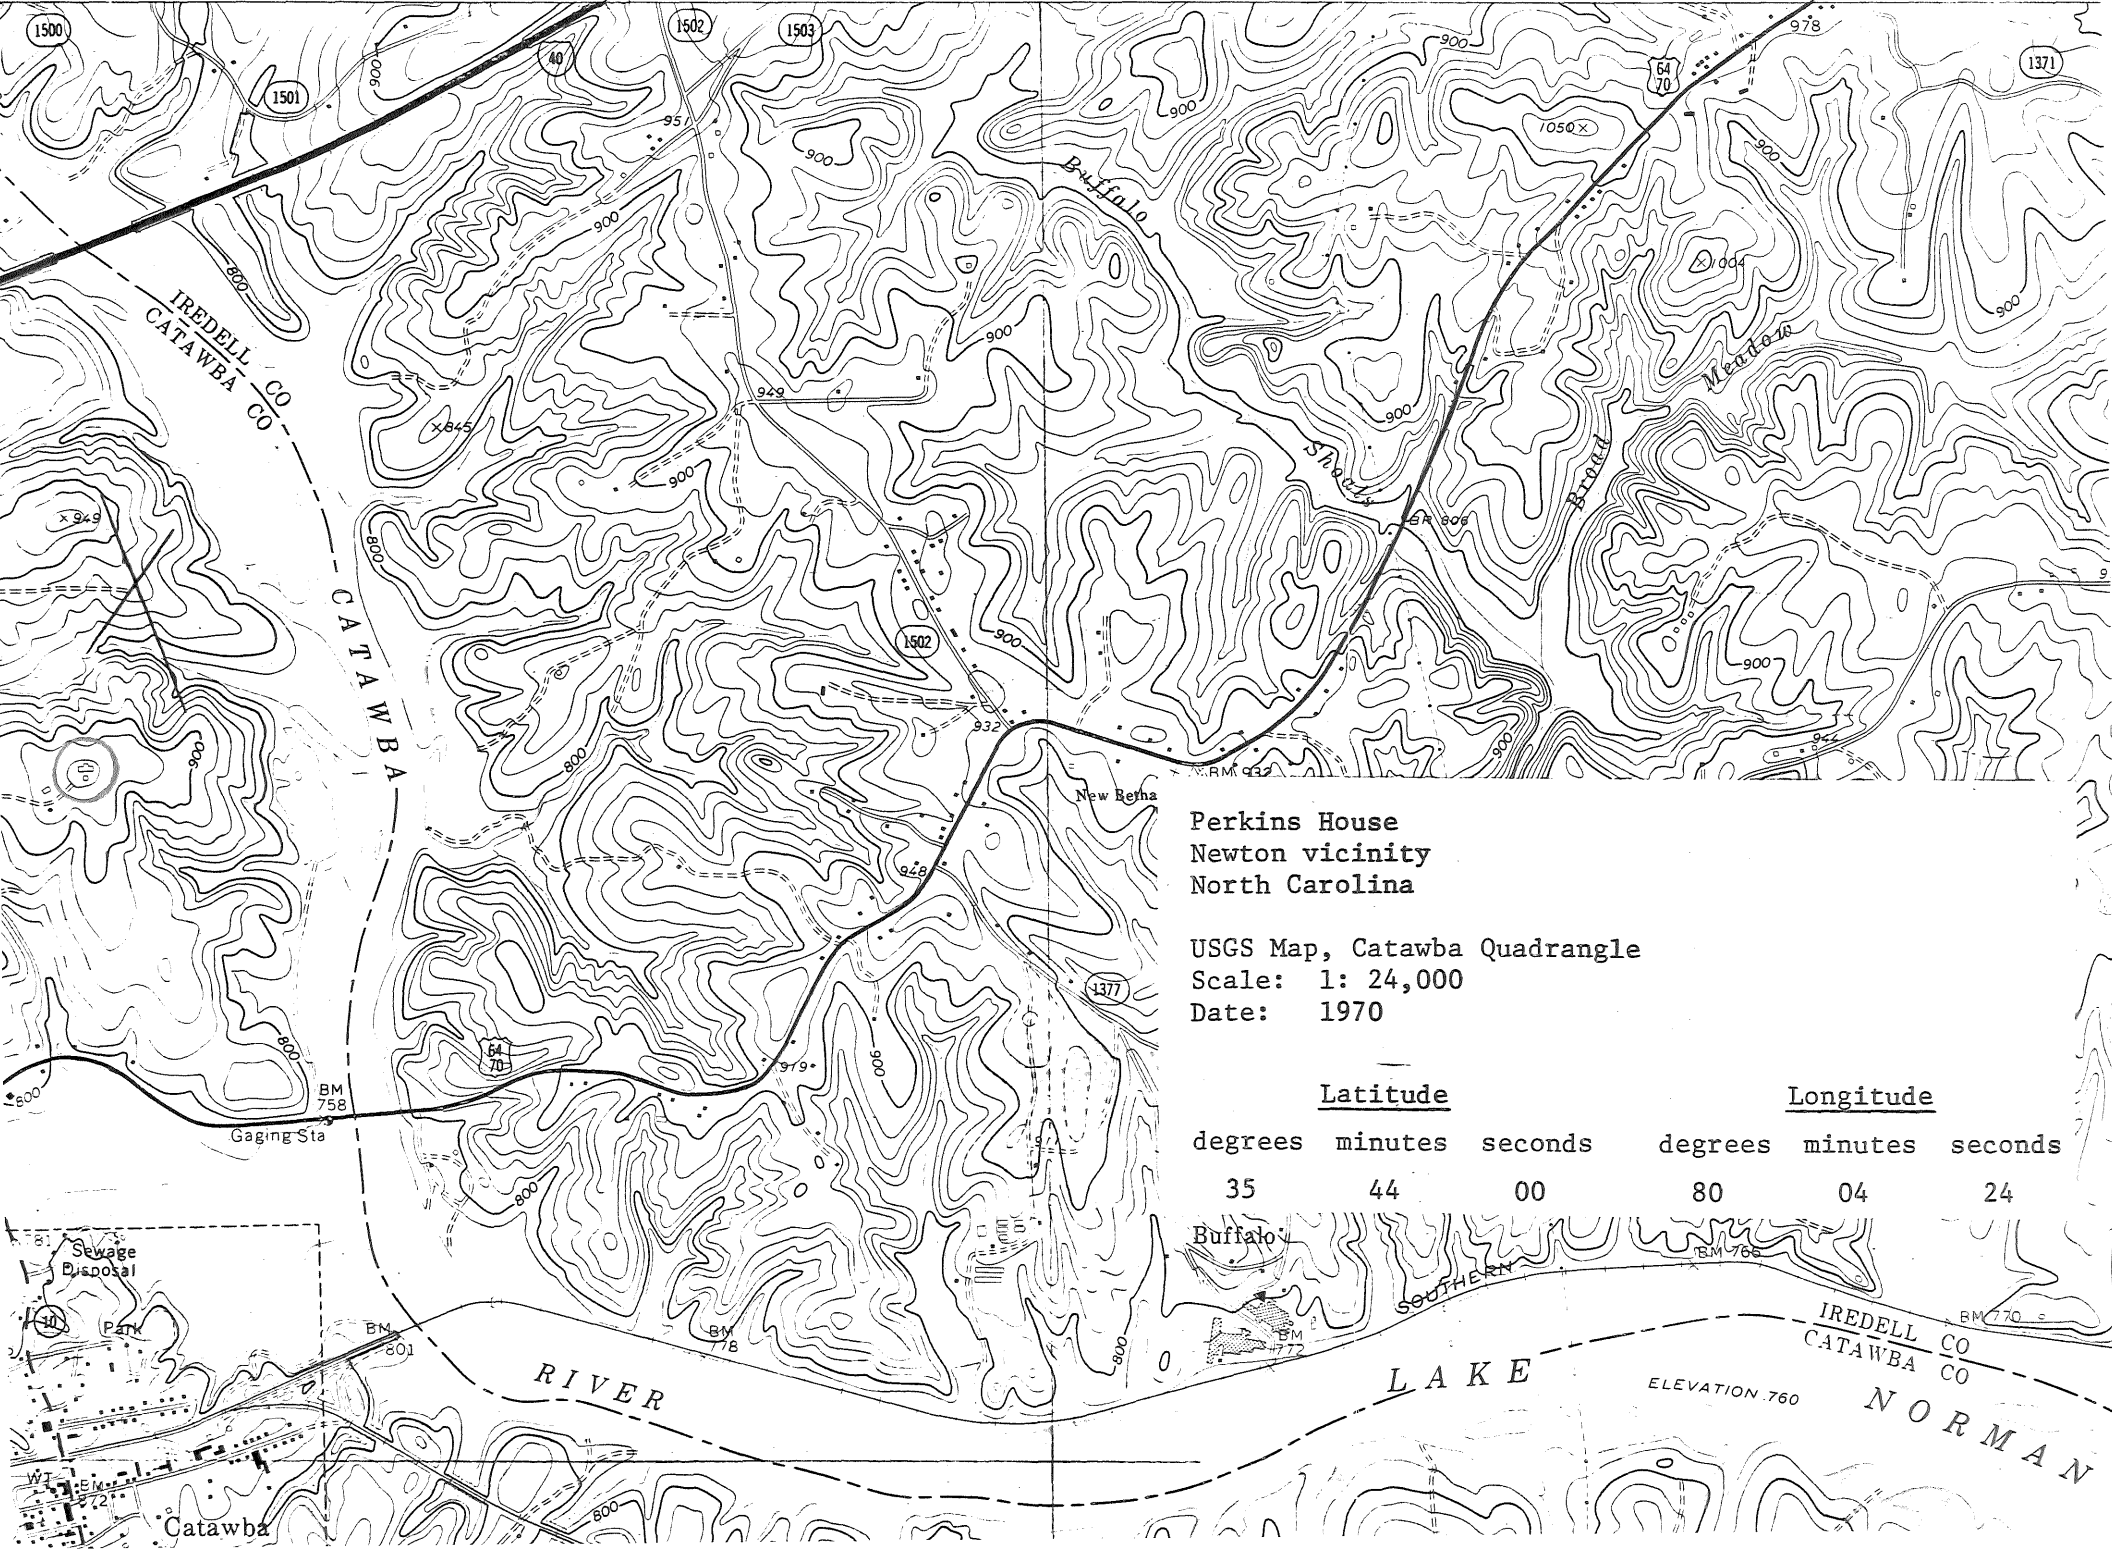 1500
1502
1503
978
40
900
900
64
70
1371
1501
951
900
900
1050
900
Buffalo
900
1004
800
IREDELL CO
CATAWBA CO
900
900
Meadow
949
900
845
900
Shoals
Broad
949
BR 806
800
CATAWBA
1502
900
900
932
944
900
900
800
BM 932
New Betha
Perkins House
Newton vicinity
North Carolina
948
USGS Map, Catawba Quadrangle
Scale: 1: 24,000
Date: 1970
1377
800
64
70
900
979
BM
758
800
Gaging Sta
Latitude Longitude
degrees minutes seconds degrees minutes seconds
35 44 00 80 04 24
800
Buffalo
Sewage
Disposal
BM 766
SOUTHERN
10
Park
BM
801
BM
778
BM
772
800
IREDELL CO
CATAWBA CO
BM 770
RIVER
LAKE
ELEVATION 760
NORMAN
WT
BM
872
800
Catawba